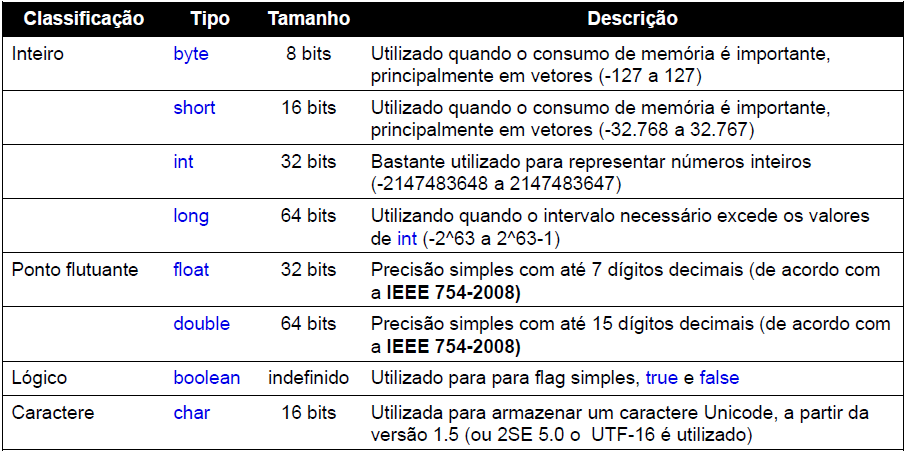 Classificação Tipo Tamanho Descrição
Inteiro byte 8 bits Utilizado quando o consumo de memória é importante,
principalmente em vetores (-127 a 127)
short 16 bits Utilizado quando o consumo de memória é importante,
principalmente em vetores (-32.768 a 32.767)
int 32 bits Bastante utilizado para representar números inteiros
(-2147483648 a 2147483647)
long 64 bits Utilizando quando o intervalo necessário excede os valores
de int (-2^63 a 2^63-1)
Ponto flutuante float 32 bits Precisão simples com até 7 dígitos decimais (de acordo com
a IEEE 754-2008)
double 64 bits Precisão simples com até 15 dígitos decimais (de acordo com
a IEEE 754-2008)
Lógico boolean indefinido Utilizado para para flag simples, true e false
Caractere char 16 bits Utilizada para armazenar um caractere Unicode, a partir da
versão 1.5 (ou 2SE 5.0 o UTF-16 é utilizado)